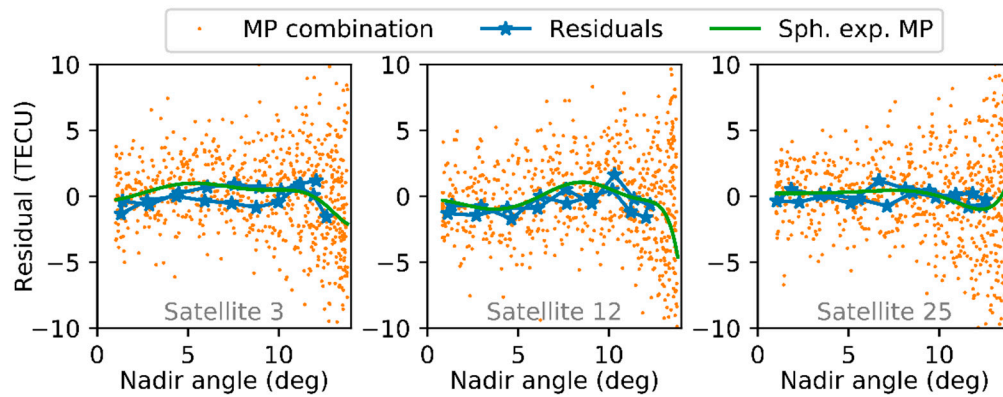 MP combination Residuals Sph. exp. MP
Residual (TECU)
10
5
0
−5
−10
Satellite 3
0 5 10
Nadir angle (deg)
10
5
0
−5
−10
Satellite 12
0 5 10
Nadir angle (deg)
10
5
0
−5
−10
Satellite 25
0 5 10
Nadir angle (deg)